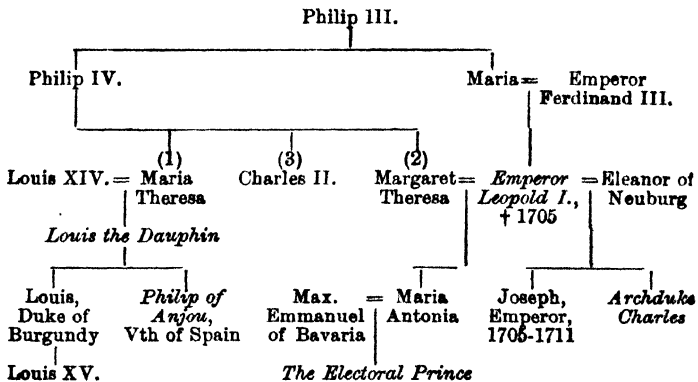 Philip III.
Philip IV.
Maria = Emperor
Ferdinand III.
(1) (3) (2)
Louis XIV. = Maria Charles II. Margaret = Emperor = Eleanor of
Theresa Theresa Leopold I., Neuburg
† 1705
Louis the Dauphin
Louis, Philip of Max. = Maria Joseph, Archduke
Duke of Anjou, Emmanuel Antonia Emperor, Charles
Burgundy Vth of Spain of Bavaria 1705-1711
Louis XV. The Electoral Prince